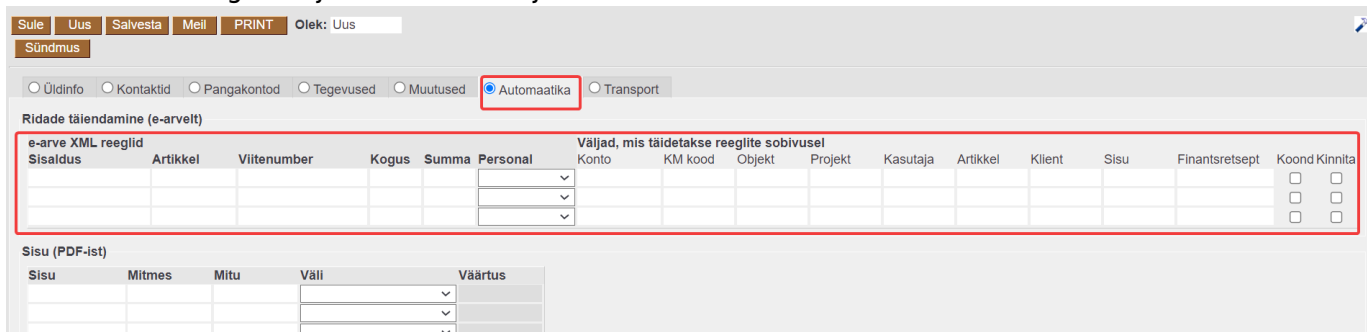 Sule Uus Salvesta Meil PRINT Olek: Uus
Sündmus
Üldinfo Kontaktid Pangakontod Tegevused Muutused Automaatika Transport
Ridade täiendamine (e-arvelt)
e-arve XML reeglid Väljad, mis täidetakse reeglite sobivusel
Sisaldus Artikkel Viitenumber Kogus Summa Personal Konto KM kood Objekt Projekt Kasutaja Artikkel Klient Sisu Finantsretsept Koond Kinnita
Sisu (PDF-ist)
Sisu Mitmes Mitu Väli Väärtus